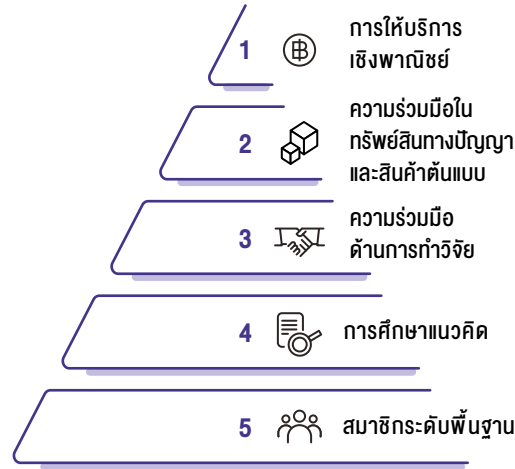 1
การให้บริการ
เชิงพาณิชย์
2
ความร่วมมือใน
ทรัพย์สินทางปัญญา
และสินค้าต้นแบบ
3
ความร่วมมือ
ด้านการทำวิจัย
4
การศึกษาแนวคิด
5
สมาชิกระดับพื้นฐาน